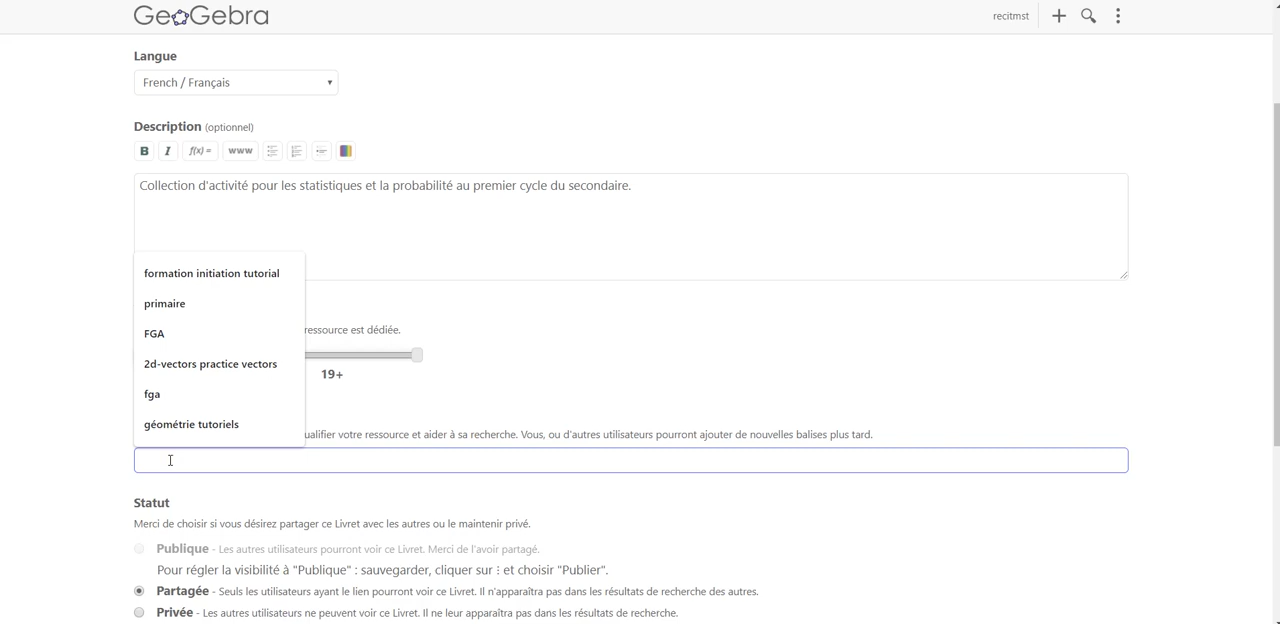 GeoGebra
recitmst
Langue
French / Français
Description (optionnel)
B I f(x) = www
Collection d'activité pour les statistiques et la probabilité au premier cycle du secondaire.
formation initiation tutorial
primaire
ressource est dédiée.
FGA
2d-vectors practice vectors
19+
fga
géométrie tutoriels
ualifier votre ressource et aider à sa recherche. Vous, ou d'autres utilisateurs pourront ajouter de nouvelles balises plus tard.
Statut
Merci de choisir si vous désirez partager ce Livret avec les autres ou le maintenir privé.
Publique - Les autres utilisateurs pourront voir ce Livret. Merci de l'avoir partagé.
Pour régler la visibilité à "Publique" : sauvegarder, cliquer sur ⋮ et choisir "Publier".
Partagée - Seuls les utilisateurs ayant le lien pourront voir ce Livret. Il n'apparaîtra pas dans les résultats de recherche des autres.
Privée - Les autres utilisateurs ne peuvent voir ce Livret. Il ne leur apparaîtra pas dans les résultats de recherche.